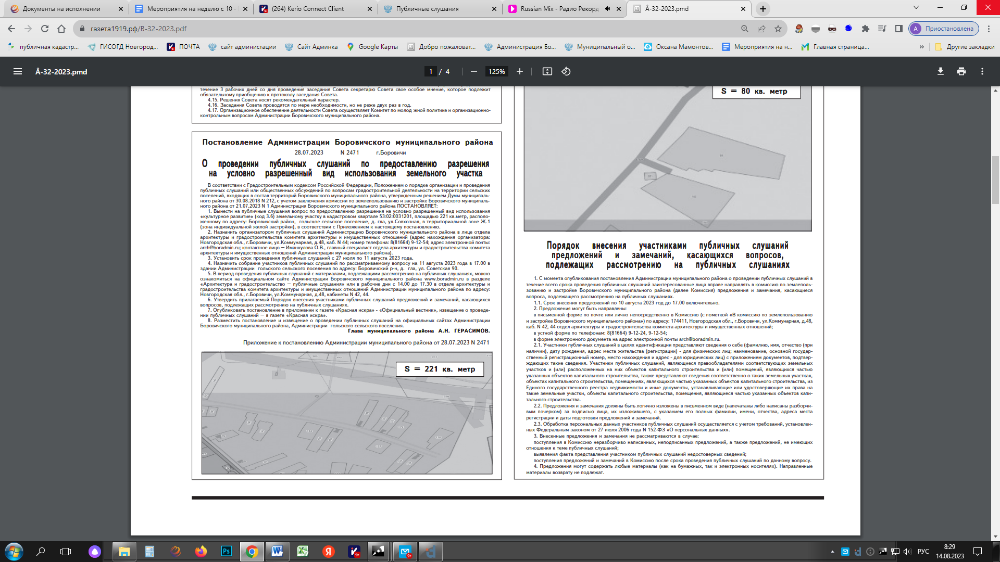 Документы на исполнении
Мероприятия на неделю с 10 -
(264) Kerio Connect Client
Публичные слушания
Russian Mix - Радио Рекорд
Â-32-2023.pmd
газета1919.рф/В-32-2023.pdf
Приостановлена
публичная кадастр...
ГИСОГД Новгород...
ПОЧТА
сайт администации
Сайт Админка
Google Карты
Добро пожаловат...
Администрация Бо...
Муниципальный о...
Оксана Мамонтов...
Мероприятия на н...
Главная страница...
»
Другие закладки
Â-32-2023.pmd
1 / 4
125%
течение 3 рабочих дней со дня проведения заседания Совета секретарю Совета свое особое мнение, которое подлежит
обязательному приобщению к протоколу заседания Совета.
4.15. Решения Совета носят рекомендательный характер.
4.16. Заседания Совета проводятся по мере необходимости, но не реже двух раз в год.
4.17. Организационное обеспечение деятельности Совета осуществляет Комитет по молод жной политике и организационно-
контрольным вопросам Администрации Боровичского муниципального района.
Постановление Администрации Боровичского муниципального района
28.07.2023 N 2471 г.Боровичи
О проведении публичных слушаний по предоставлению разрешения
на условно разрешенный вид использования земельного участка
В соответствии с Градостроительным кодексом Российской Федерации, Положением о порядке организации и проведения
публичных слушаний или общественных обсуждений по вопросам градостроительной деятельности на территории сельских
поселений, входящих в состав территорий Боровичского муниципального района, утвержденным решением Думы муниципаль-
ного района от 30.08.2018 N 212, с учетом заключения комиссии по землепользованию и застройке Боровичского муниципаль-
ного района от 21.07.2023 N 1 Администрация Боровичского муниципального района ПОСТАНОВЛЯЕТ:
1. Вынести на публичные слушания вопрос по предоставлению разрешения на условно разрешенный вид использования
«культурное развитие» (код 3.6) земельному участку в кадастровом квартале 53:02:0031201, площадью 221 кв.метр, располо-
женному по адресу: Боровичский район, гольское сельское поселение, д. гла, ул.Совхозная, в территориальной зоне Ж.1
(зона индивидуальной жилой застройки), в соответствии с Приложением к настоящему постановлению.
2. Назначить организатором публичных слушаний Администрацию Боровичского муниципального района в лице отдела
архитектуры и градостроительства комитета архитектуры и имущественных отношений (адрес нахождения организатора:
Новгородская обл., г.Боровичи, ул.Коммунарная, д.48, каб. N 44; номер телефона: 8(81664) 9-12-54; адрес электронной почты:
arch@boradmin.ru; контактное лицо — Иманкулова О.В., главный специалист отдела архитектуры и градостроительства комитета
архитектуры и имущественных отношений Администрации муниципального района).
3. Установить срок проведения публичных слушаний с 27 июля по 11 августа 2023 года.
4. Назначить собрание участников публичных слушаний по рассматриваемому вопросу на 11 августа 2023 года в 17.00 в
здании Администрации гольского сельского поселения по адресу: Боровичский р-н, д. гла, ул. Советская 90.
5. В период проведения публичных слушаний с материалами, подлежащими рассмотрению на публичных слушаниях, можно
ознакомиться на официальном сайте Администрации Боровичского муниципального района www.boradmin.ru в разделе
«Архитектура и градостроительство — публичные слушания» или в рабочие дни с 14.00 до 17.30 в отделе архитектуры и
градостроительства комитета архитектуры и имущественных отношений Администрации муниципального района по адресу:
Новгородская обл., г.Боровичи, ул.Коммунарная, д.48, кабинеты N 42, 44.
6. Утвердить прилагаемый Порядок внесения участниками публичных слушаний предложений и замечаний, касающихся
вопросов, подлежащих рассмотрению на публичных слушаниях.
7. Опубликовать постановление в приложении к газете «Красная искра» - «Официальный вестник», извещение о проведе-
нии публичных слушаний — в газете «Красная искра».
8. Разместить постановление и извещение о проведении публичных слушаний на официальных сайтах Администрации
Боровичского муниципального района, Администрации гольского сельского поселения.
Глава муниципального района А.Н. ГЕРАСИМОВ.
Приложение к постановлению Администрации муниципального района от 28.07.2023 N 2471
S = 221 кв. метр
S = 80 кв. метр
Порядок внесения участниками публичных слушаний
предложений и замечаний, касающихся вопросов,
подлежащих рассмотрению на публичных слушаниях
1. С момента опубликования постановления Администрации муниципального района о проведении публичных слушаний в
течение всего срока проведения публичных слушаний заинтересованные лица вправе направлять в комиссию по землеполь-
зованию и застройке Боровичского муниципального района (далее Комиссия) предложения и замечания, касающиеся
вопроса, подлежащего рассмотрению на публичных слушаниях.
1.1. Срок внесения предложений по 10 августа 2023 год до 17.00 включительно.
2. Предложения могут быть направлены:
в письменной форме по почте или лично непосредственно в Комиссию (с пометкой «В комиссию по землепользованию
и застройке Боровичского муниципального района») по адресу: 174411, Новгородская обл., г.Боровичи, ул.Коммунарная, д.48,
каб. N 42, 44 отдел архитектуры и градостроительства комитета архитектуры и имущественных отношений;
в устной форме по телефонам: 8(81664) 9-12-24, 9-12-54;
в форме электронного документа на адрес электронной почты arch@boradmin.ru.
2.1. Участники публичных слушаний в целях идентификации представляют сведения о себе (фамилию, имя, отчество (при
наличии), дату рождения, адрес места жительства (регистрации) - для физических лиц; наименование, основной государ-
ственный регистрационный номер, место нахождения и адрес - для юридических лиц) с приложением документов, подтвер-
ждающих такие сведения. Участники публичных слушаний, являющиеся правообладателями соответствующих земельных
участков и (или) расположенных на них объектов капитального строительства и (или) помещений, являющихся частью
указанных объектов капитального строительства, также представляют сведения соответственно о таких земельных участках,
объектах капитального строительства, помещениях, являющихся частью указанных объектов капитального строительства, из
Единого государственного реестра недвижимости и иные документы, устанавливающие или удостоверяющие их права на
такие земельные участки, объекты капитального строительства, помещения, являющиеся частью указанных объектов капи-
тального строительства.
2.2. Предложения и замечания должны быть логично изложены в письменном виде (напечатаны либо написаны разборчи-
вым почерком) за подписью лица, их изложившего, с указанием его полных фамилии, имени, отчества, адреса места
регистрации и даты подготовки предложений и замечаний.
2.3. Обработка персональных данных участников публичных слушаний осуществляется с учетом требований, установлен-
ных Федеральным законом от 27 июля 2006 года N 152-ФЗ «О персональных данных».
3. Внесенные предложения и замечания не рассматриваются в случае:
поступления в Комиссию неразборчиво написанных, неподписанных предложений, а также предложений, не имеющих
отношения к теме публичных слушаний;
выявления факта представления участником публичных слушаний недостоверных сведений;
поступления предложений и замечаний в Комиссию после срока проведения публичных слушаний по данному вопросу.
4. Предложения могут содержать любые материалы (как на бумажных, так и электронных носителях). Направленные
материалы возврату не подлежат.
РУС
8:29
14.08.2023